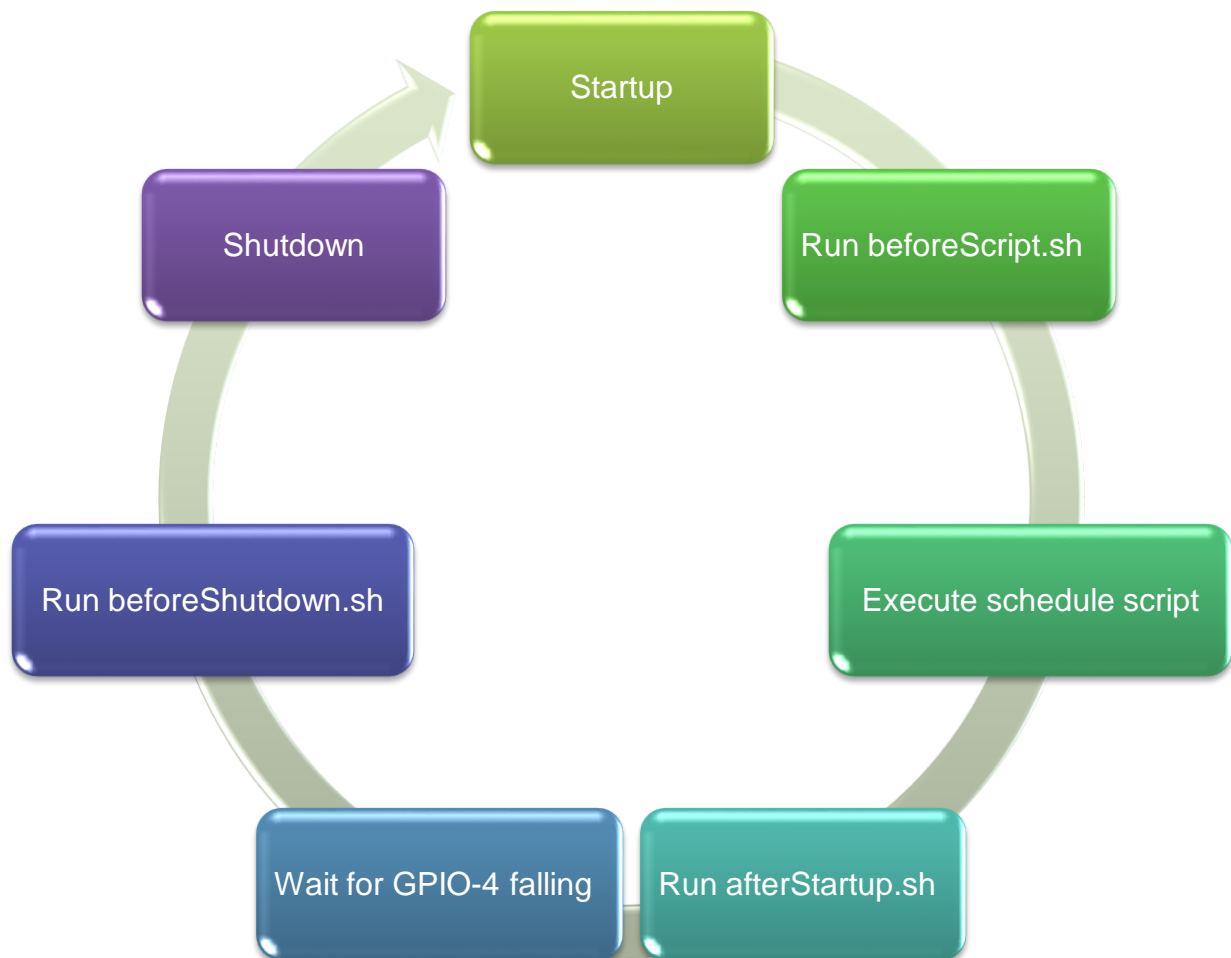 Startup
Run beforeScript.sh
Execute schedule script
Run afterStartup.sh
Wait for GPIO-4 falling
Run beforeShutdown.sh
Shutdown